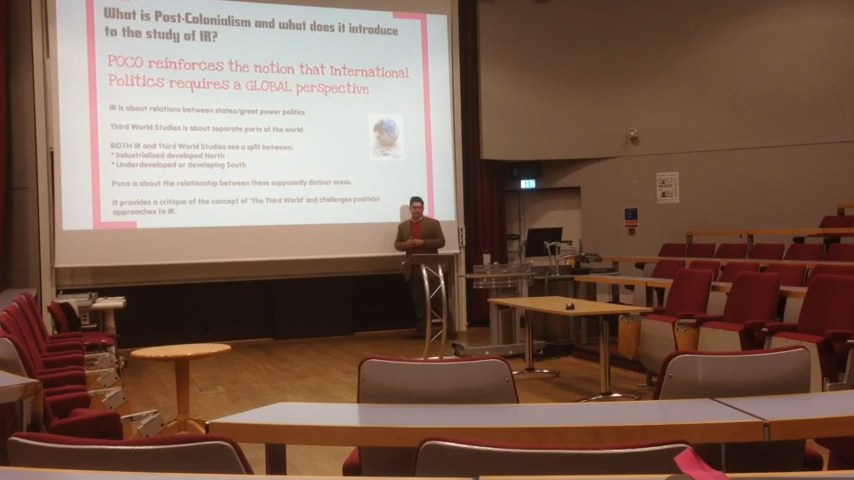 What is Post-Colonialism and what does it introduce
to the study of IR?
POCO reinforces the notion that International
Politics requires a GLOBAL perspective
IR is about relations between states/great power politics
Third World Studies is about separate parts of the world
BOTH IR and Third World Studies see a split between:
* Industrialised developed North
* Underdeveloped or developing South
Poco is about the relationship between these supposedly distinct areas.
It provides a critique of the concept of 'The Third World' and challenges positivist
approaches to IR.